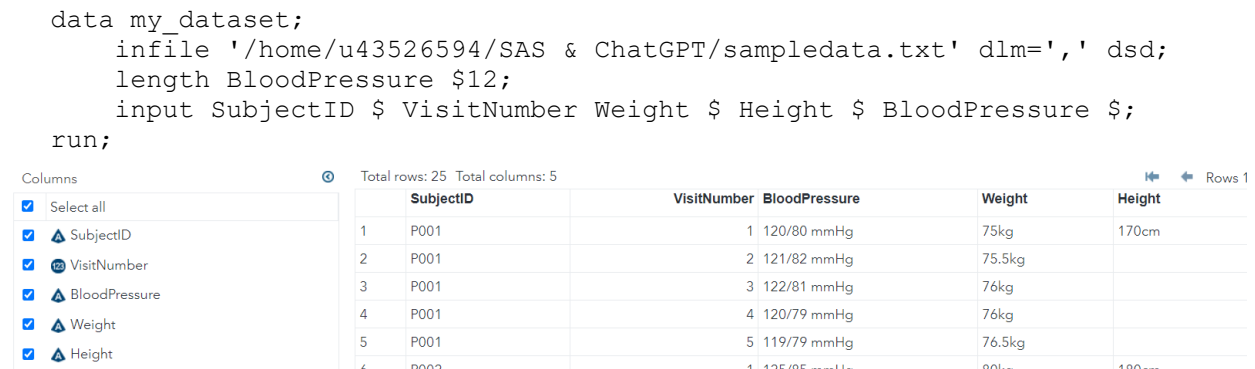 data my_dataset;
infile '/home/u43526594/SAS & ChatGPT/sampledata.txt' dlm=',' dsd;
length BloodPressure $12;
input SubjectID $ VisitNumber Weight $ Height $ BloodPressure $;
run;
Columns Total rows: 25 Total columns: 5 Rows 1
Select all SubjectID VisitNumber BloodPressure Weight Height
SubjectID 1 P001 1 120/80 mmHg 75kg 170cm
VisitNumber 2 P001 2 121/82 mmHg 75.5kg
BloodPressure 3 P001 3 122/81 mmHg 76kg
Weight 4 P001 4 120/79 mmHg 76kg
Height 5 P001 5 119/79 mmHg 76.5kg